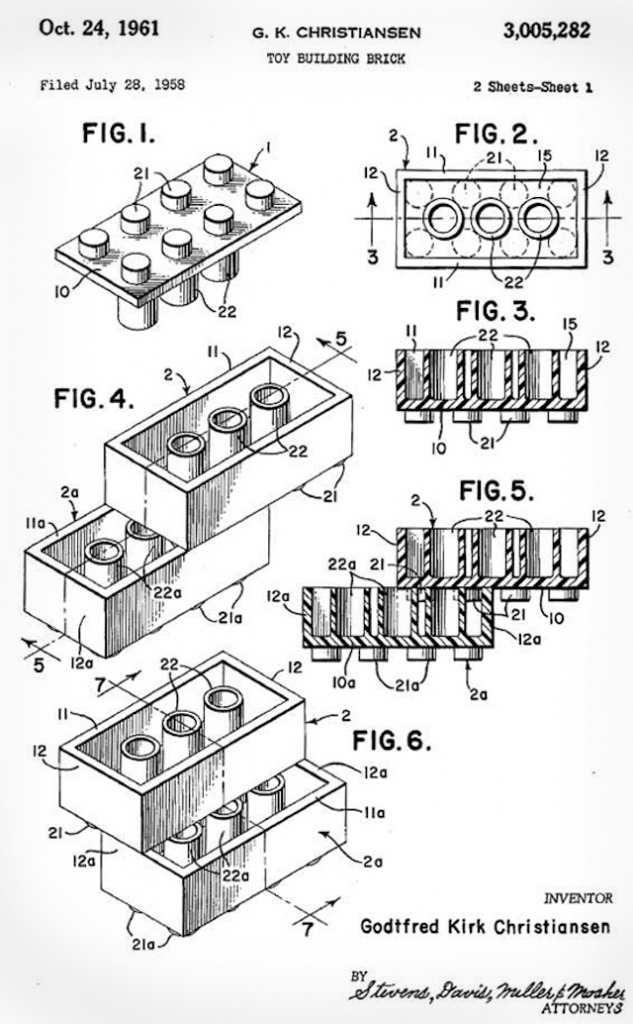 Oct. 24, 1961
G. K. CHRISTIANSEN
3,005,282
TOY BUILDING BRICK
Filed July 28, 1958
2 Sheets-Sheet 1
FIG. 1.
21
1
10
22
FIG. 2.
2
11
21
15
12
12
3
3
11
22
FIG. 3.
11
22
15
12
12
10
21
FIG. 4.
5
12
11
2
22
21
2a
11a
22a
21a
12a
5
FIG. 5.
2
12
22
12
21
22a
12a
10
21
12a
10a
21a
2a
FIG. 6.
7
22
12
11
2
12
21
12a
12a
11a
22a
2a
21a
7
INVENTOR
Godtfred Kirk Christiansen
BY
Stevens, Davis, Miller & Mosher
ATTORNEYS